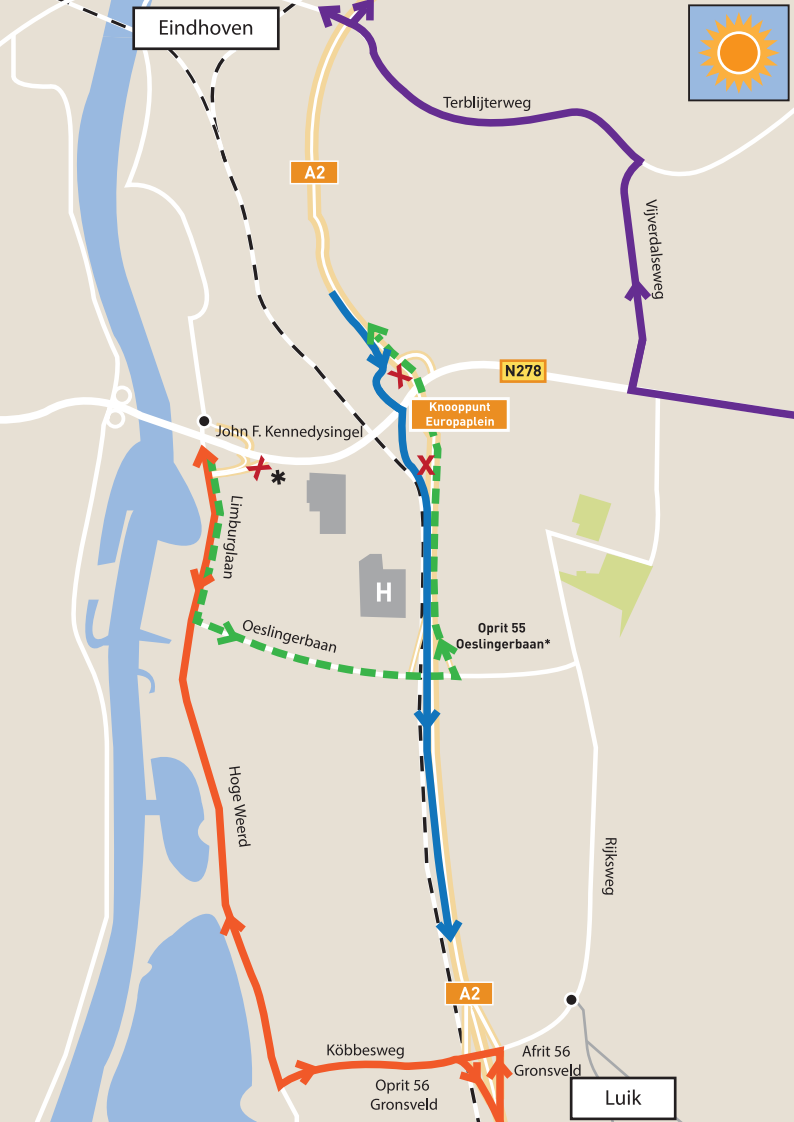 Eindhoven
Terblijterweg
A2
Vijverdalseweg
N278
Knooppunt
Europaplein
John F. Kennedysingel
X
X
X *
Limburglaan
H
Oeslingerbaan
Oprit 55
Oeslingerbaan*
Hoge Weerd
Rijksweg
A2
Köbbesweg
Afrit 56
Gronsveld
Oprit 56
Gronsveld
Luik